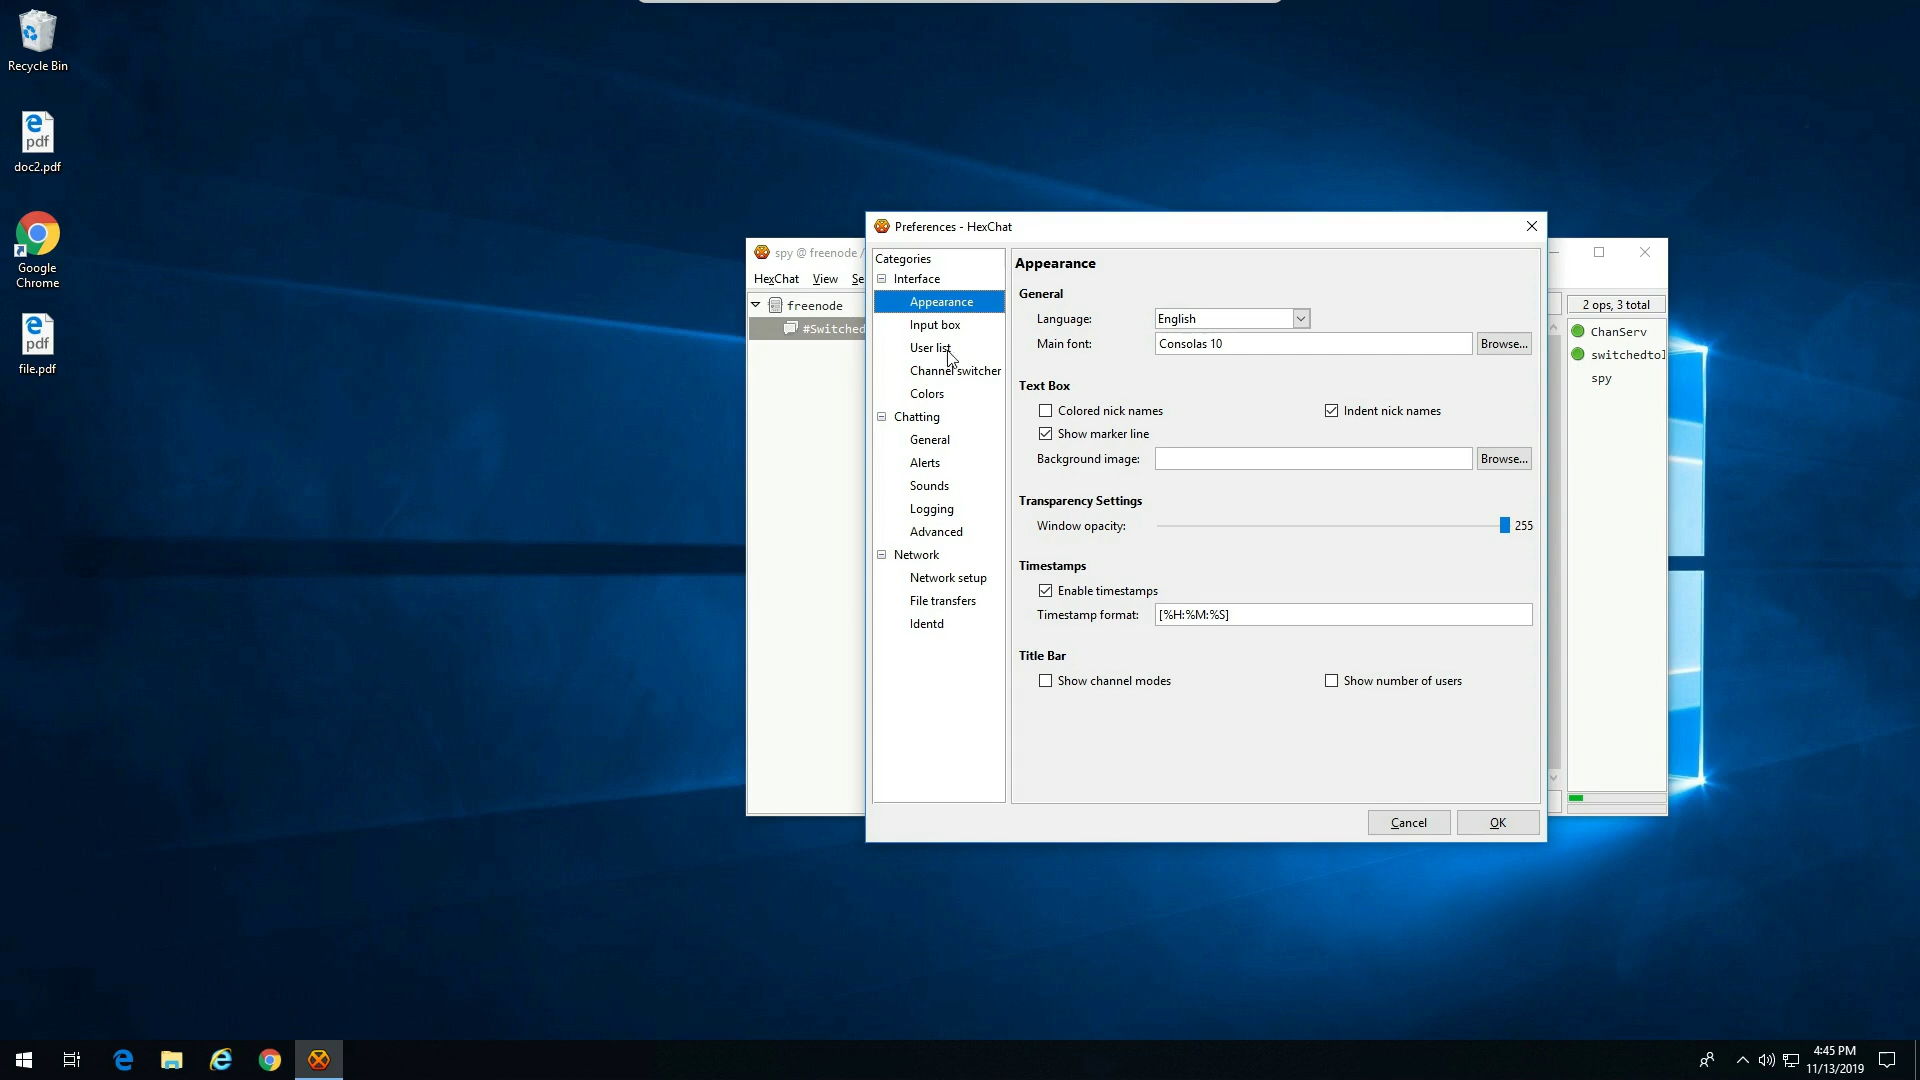 Recycle Bin
pdf
doc2.pdf
Google
Chrome
pdf
file.pdf
spy @ freenode /
HexChat View Se
freenode
#Switched
Preferences - HexChat
Categories
Interface
Appearance
Input box
User list
Channel switcher
Colors
Chatting
General
Alerts
Sounds
Logging
Advanced
Network
Network setup
File transfers
Identd
Appearance
General
Language: English
Main font: Consolas 10 Browse...
Text Box
Colored nick names Indent nick names
Show marker line
Background image: Browse...
Transparency Settings
Window opacity: 255
Timestamps
Enable timestamps
Timestamp format: [%H:%M:%S]
Title Bar
Show channel modes Show number of users
Cancel OK
2 ops, 3 total
ChanServ
switchedtol
spy
4:45 PM
11/13/2019